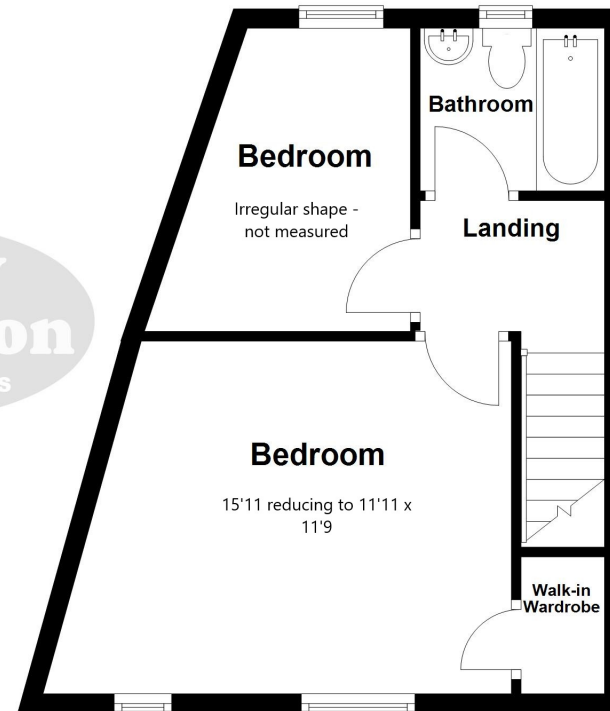 Bathroom
Bedroom
Irregular shape -
not measured
Landing
Bedroom
15'11 reducing to 11'11 x
11'9
Walk-in
Wardrobe